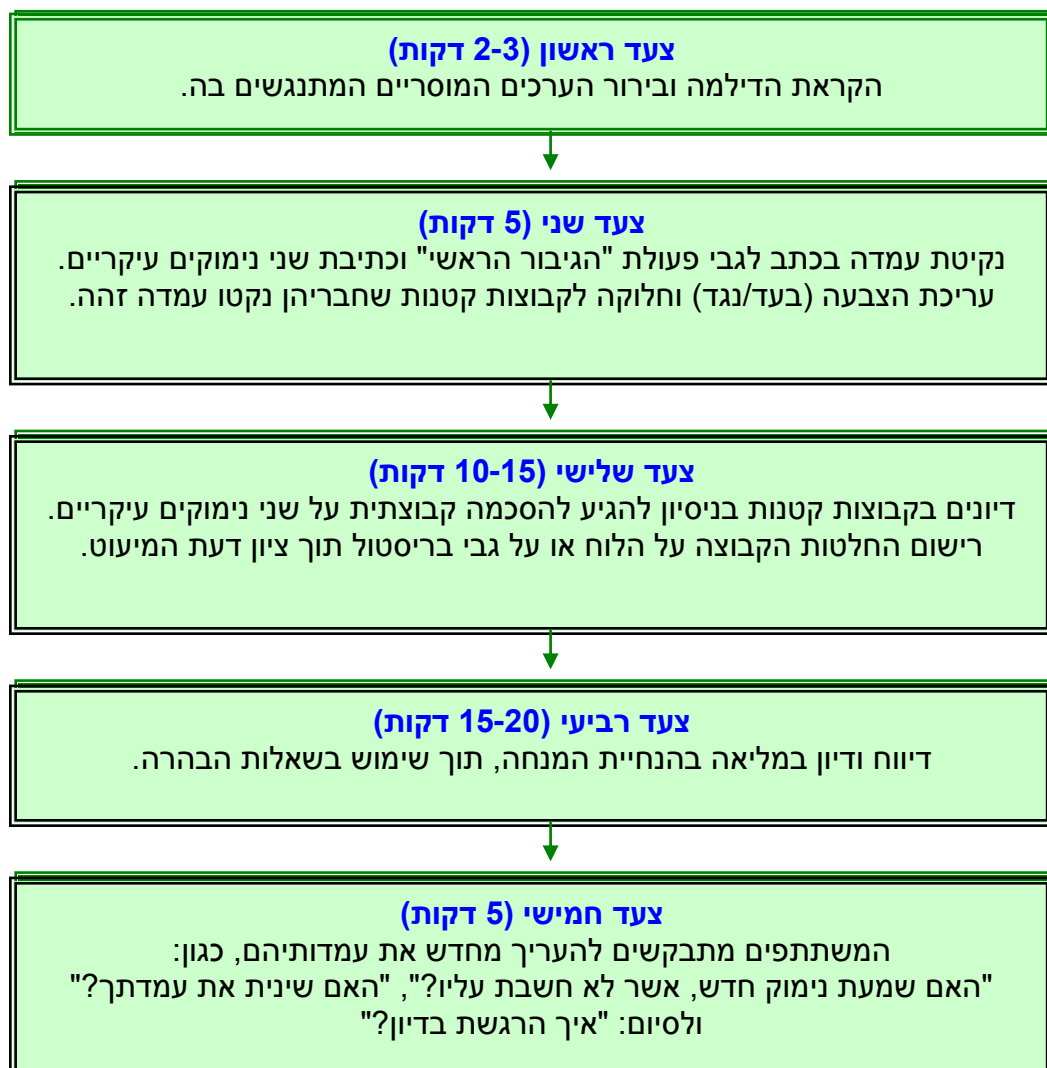 צעד ראשון (2-3 דקות)
הקראת הדילמה ובירור הערכים המוסריים המתנגשים בה.
צעד שני (5 דקות)
נקיטת עמדה בכתב לגבי פעולת "הגיבור הראשי" וכתיבת שני נימוקים עיקריים.
עריכת הצבעה (בעד/נגד) וחלוקה לקבוצות קטנות שחבריהן נקטו עמדה זהה.
צעד שלישי (10-15 דקות)
דיונים בקבוצות קטנות בניסיון להגיע להסכמה קבוצתית על שני נימוקים עיקריים.
רישום החלטות הקבוצה על הלוח או על גבי בריסטול תוך ציון דעת המיעוט.
צעד רביעי (15-20 דקות)
דיווח ודיון במליאה בהנחיית המנחה, תוך שימוש בשאלות הבהרה.
צעד חמישי (5 דקות)
המשתתפים מתבקשים להעריך מחדש את עמדותיהם, כגון:
"האם שמעת נימוק חדש, אשר לא חשבת עליו?", "האם שינית את עמדתך?"
ולסיום: "איך הרגשת בדיון?"